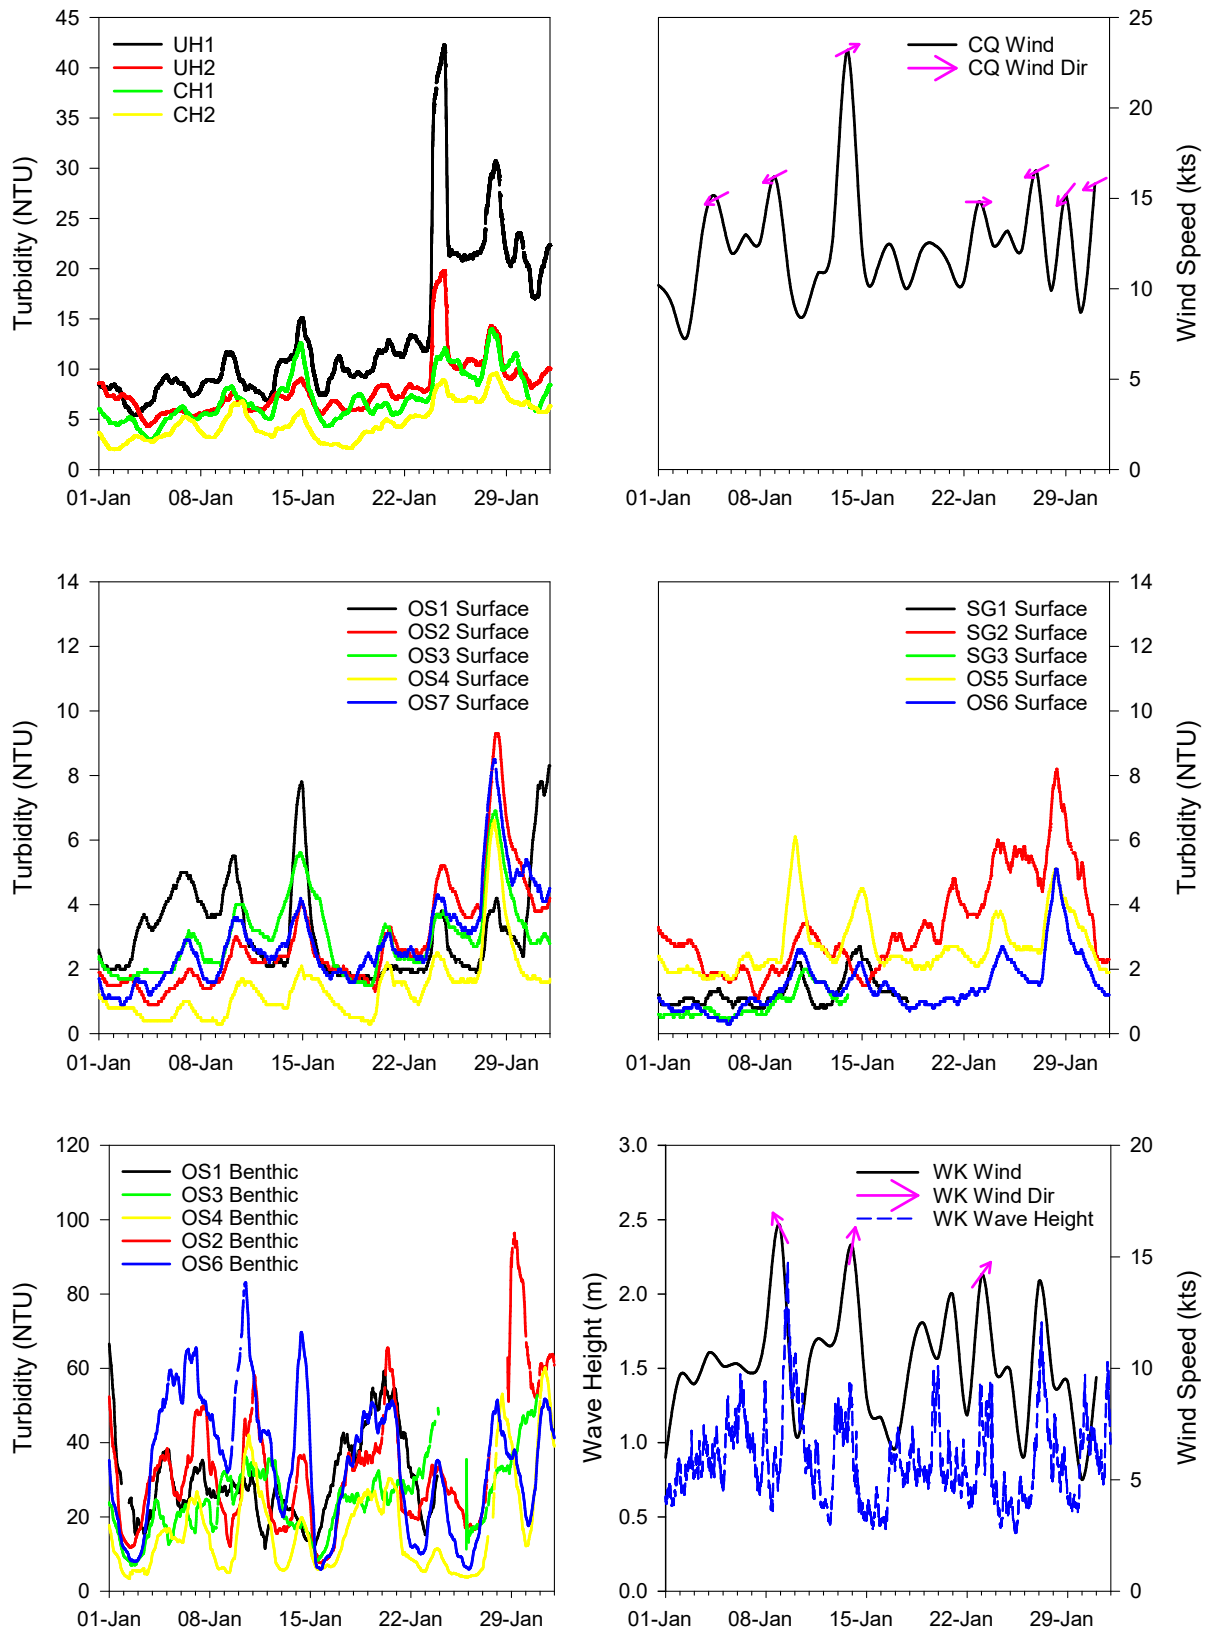 45
40
35
30
25
20
15
10
5
0
Turbidity (NTU)
UH1
UH2
CH1
CH2
01-Jan 08-Jan 15-Jan 22-Jan 29-Jan
CQ Wind
CQ Wind Dir
25
20
15
10
5
0
Wind Speed (kts)
01-Jan 08-Jan 15-Jan 22-Jan 29-Jan
14
12
10
8
6
4
2
0
Turbidity (NTU)
OS1 Surface
OS2 Surface
OS3 Surface
OS4 Surface
OS7 Surface
01-Jan 08-Jan 15-Jan 22-Jan 29-Jan
SG1 Surface
SG2 Surface
SG3 Surface
OS5 Surface
OS6 Surface
14
12
10
8
6
4
2
0
Turbidity (NTU)
01-Jan 08-Jan 15-Jan 22-Jan 29-Jan
120
100
80
60
40
20
0
Turbidity (NTU)
OS1 Benthic
OS3 Benthic
OS4 Benthic
OS2 Benthic
OS6 Benthic
01-Jan 08-Jan 15-Jan 22-Jan 29-Jan
3.0
2.5
2.0
1.5
1.0
0.5
0.0
Wave Height (m)
WK Wind
WK Wind Dir
WK Wave Height
20
15
10
5
0
Wind Speed (kts)
01-Jan 08-Jan 15-Jan 22-Jan 29-Jan